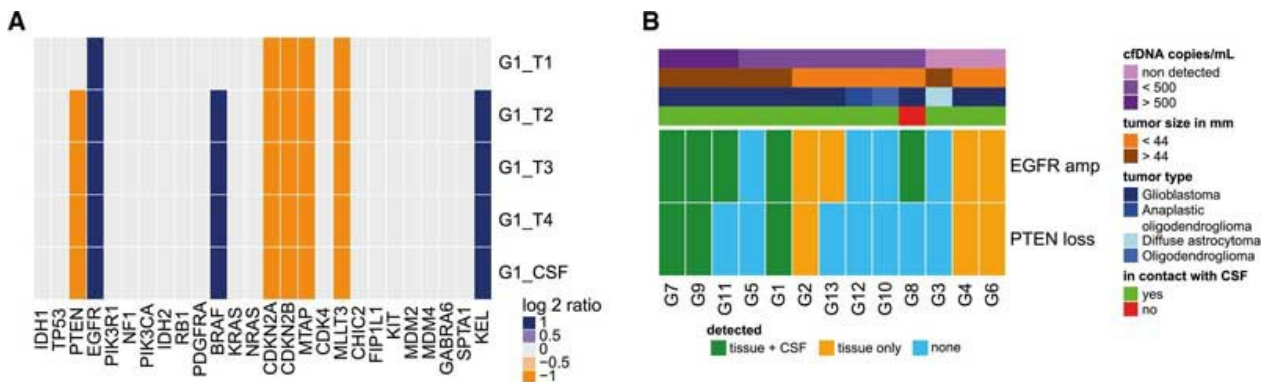 A
G1_T1
G1_T2
G1_T3
G1_T4
G1_CSF
IDH1
TP53
PTEN
EGFR
PIK3R1
NF1
PIK3CA
IDH2
RB1
PDGFRA
BRAF
KRAS
NRAS
CDKN2A
CDKN2B
MTAP
CDK4
MLLT3
CHIC2
FIP1L1
KIT
MDM2
MDM4
GABRA6
SPTA1
KEL
log 2 ratio
1
0.5
0
−0.5
−1
B
EGFR amp
PTEN loss
G7
G9
G11
G5
G1
G2
G13
G12
G10
G8
G3
G4
G6
detected
tissue + CSF
tissue only
none
cfDNA copies/mL
non detected
< 500
> 500
tumor size in mm
< 44
> 44
tumor type
Glioblastoma
Anaplastic
oligodendroglioma
Diffuse astrocytoma
Oligodendroglioma
in contact with CSF
yes
no